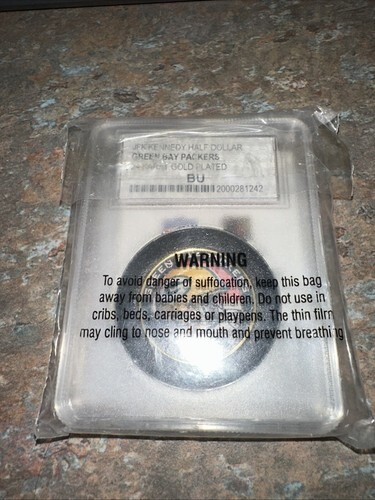 JFK KENNEDY HALF DOLLAR
GREEN BAY PACKERS
GOLD PLATED
BU
2000281242
WARNING
To avoid danger of suffocation, keep this bag
away from babies and children. Do not use in
cribs, beds, carriages or playpens. The thin film
may cling to nose and mouth and prevent breathing
GREEN